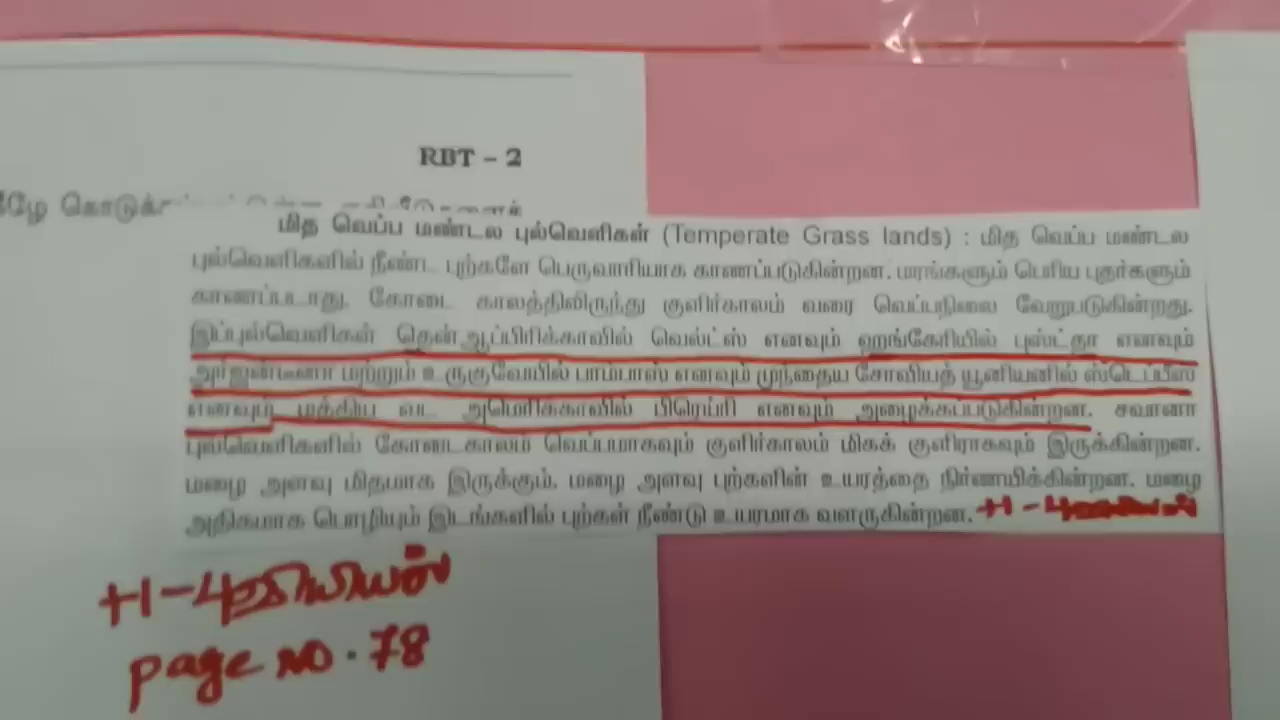 RBT – 2
கீழே
மித வெப்ப மண்டல புல்வெளிகள் (Temperate Grass lands) : மித வெப்ப மண்டல
புல்வெளிகளில் நீண்ட புற்களே பெருவாரியாக காணப்படுகின்றன. மரங்களும் பெரிய புதர்களும்
காணப்படாது. கோடை காலத்திலிருந்து குளிர்காலம் வரை வெப்பநிலை வேறுபடுகின்றது.
இப்புல்வெளிகள் தென்ஆப்பிரிக்காவில் வெல்ட்ஸ் எனவும் ஹங்கேரியில் புஸ்ட்தா எனவும்
அர்ஜன்டினா மற்றும் உருகுவேயில் பாம்பாஸ் எனவும் முந்தைய சோவியத் யூனியனில் ஸ்டெப்பீஸ்
எனவும் மத்திய வட அமெரிக்காவில் பிரெய்ரி எனவும் அழைக்கப்படுகின்றன. சவானா
புல்வெளிகளில் கோடைகாலம் வெப்பமாகவும் குளிர்காலம் மிகக் குளிராகவும் இருக்கின்றன.
மழை அளவு மிதமாக இருக்கும். மழை அளவு புற்களின் உயரத்தை நிர்ணயிக்கின்றன. மழை
அதிகமாக பொழியும் இடங்களில் புற்கள் நீண்டு உயரமாக வளருகின்றன.
+1 – புவியியல்
page no. 78